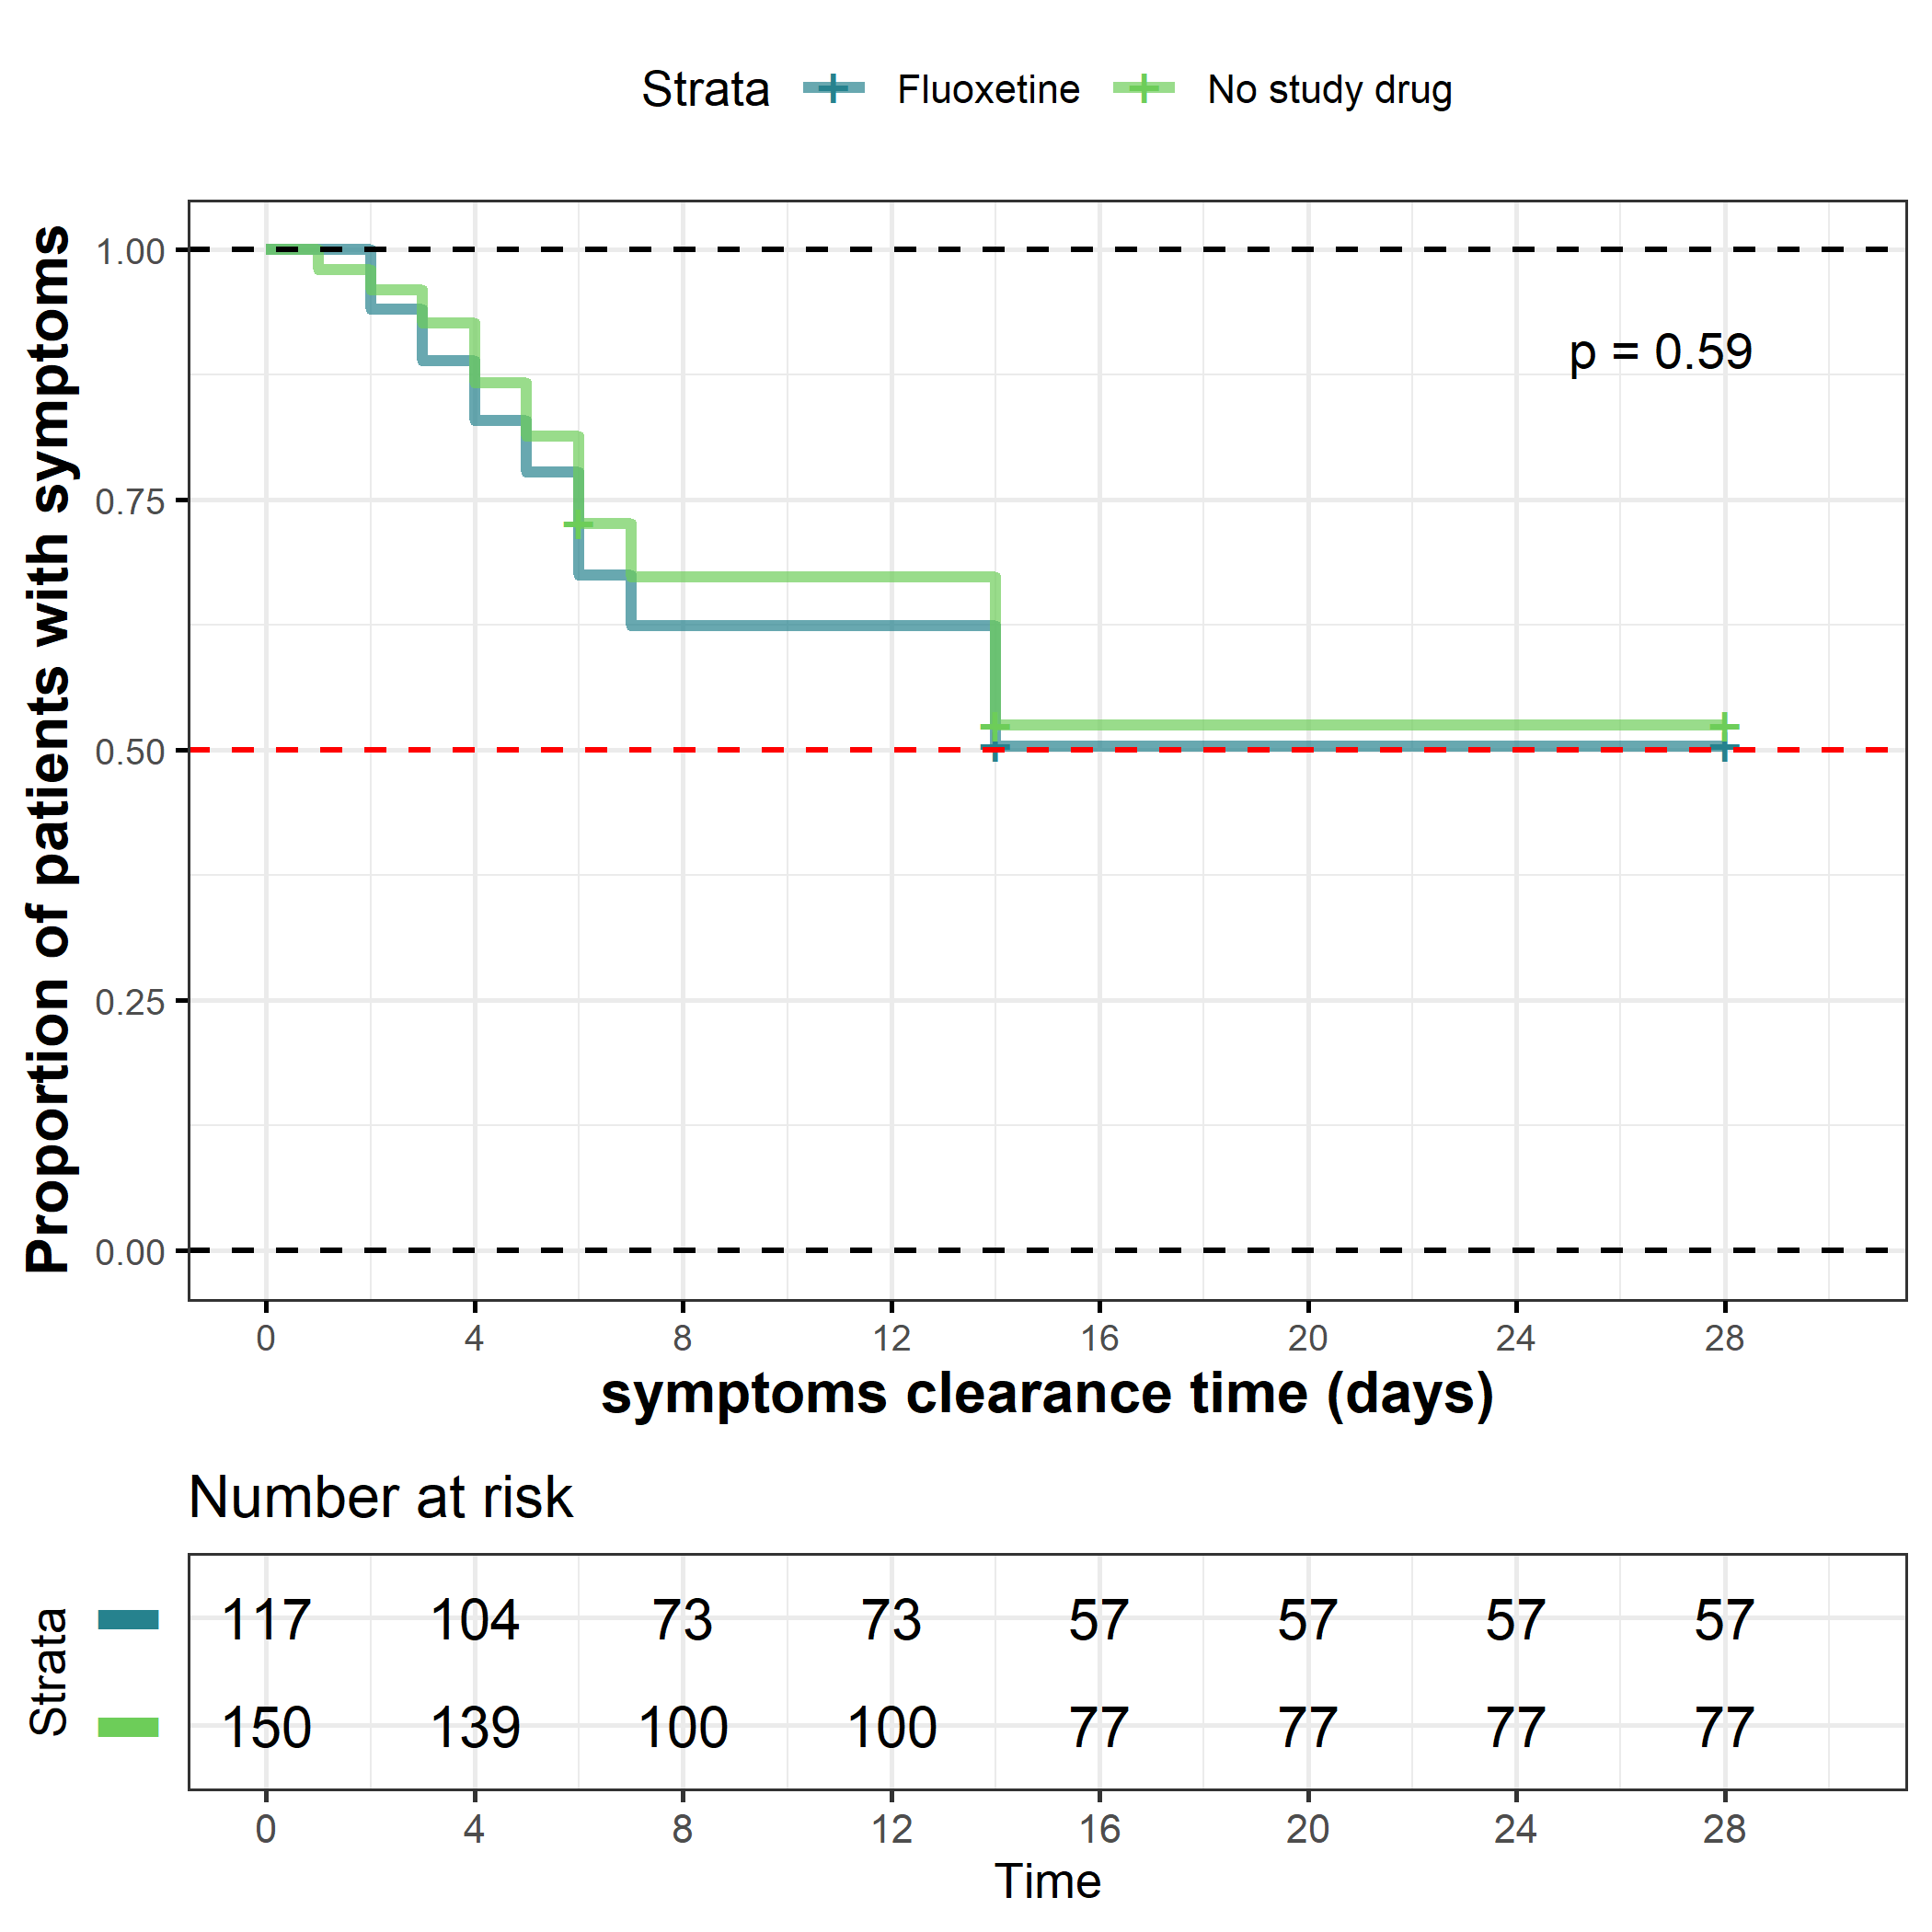 Strata Fluoxetine No study drug
Proportion of patients with symptoms
1.00
0.75
0.50
0.25
0.00
p = 0.59
0 4 8 12 16 20 24 28
symptoms clearance time (days)
Number at risk
Strata
117 104 73 73 57 57 57 57
150 139 100 100 77 77 77 77
0 4 8 12 16 20 24 28
Time